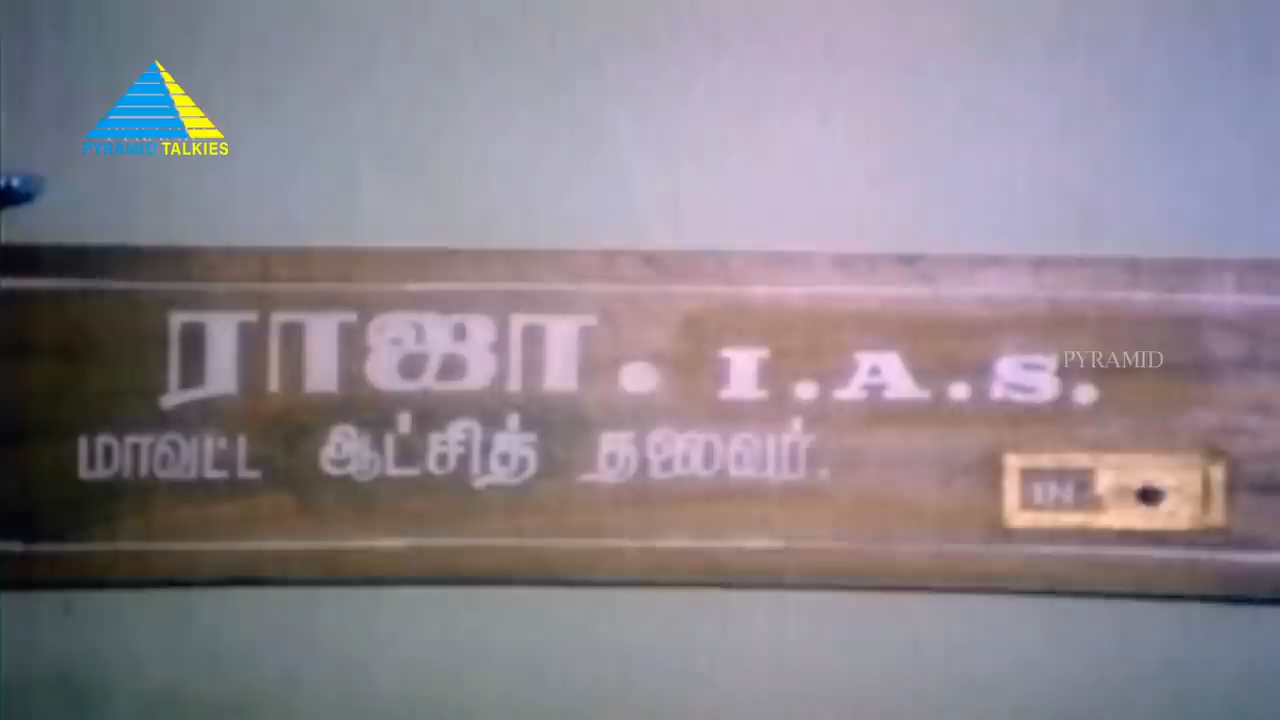 PYRAMID TALKIES
ராஜா. I.A.S.
PYRAMID
மாவட்ட ஆட்சித் தலைவர்.
IN